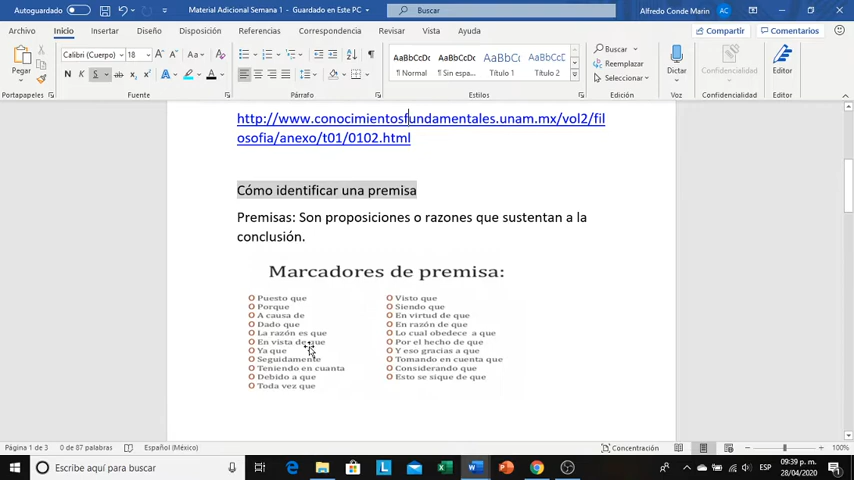 Autoguardado
Material Adicional Semana 1 - Guardado en Este PC
Buscar
Alfredo Conde Marin
AC
Archivo
Inicio
Insertar
Diseño
Disposición
Referencias
Correspondencia
Revisar
Vista
Ayuda
Compartir
Comentarios
Pegar
Calibri (Cuerpo)
18
Aa
N K S ab x₂ x²
AaBbCcDc AaBbCcDc AaBbC AaBbCcD
¶ Normal ¶ Sin espa... Título 1 Título 2
Buscar
Reemplazar
Seleccionar
Dictar
Confidencialidad
Editor
Portapapeles
Fuente
Párrafo
Estilos
Edición
Voz
Confidencialidad
Editor
http://www.conocimientosfundamentales.unam.mx/vol2/fil
osofia/anexo/t01/0102.html
Cómo identificar una premisa
Premisas: Son proposiciones o razones que sustentan a la
conclusión.
Marcadores de premisa:
Puesto que
Porque
A causa de
Dado que
La razón es que
En vista de que
Ya que
Seguidamente
Teniendo en cuanta
Debido a que
Toda vez que
Visto que
Siendo que
En virtud de que
En razón de que
Lo cual obedece a que
Por el hecho de que
Y eso gracias a que
Tomando en cuenta que
Considerando que
Esto se sique de que
Página 1 de 3
0 de 87 palabras
Español (México)
Concentración
100%
Escribe aquí para buscar
ESP
09:39 p. m.
28/04/2020